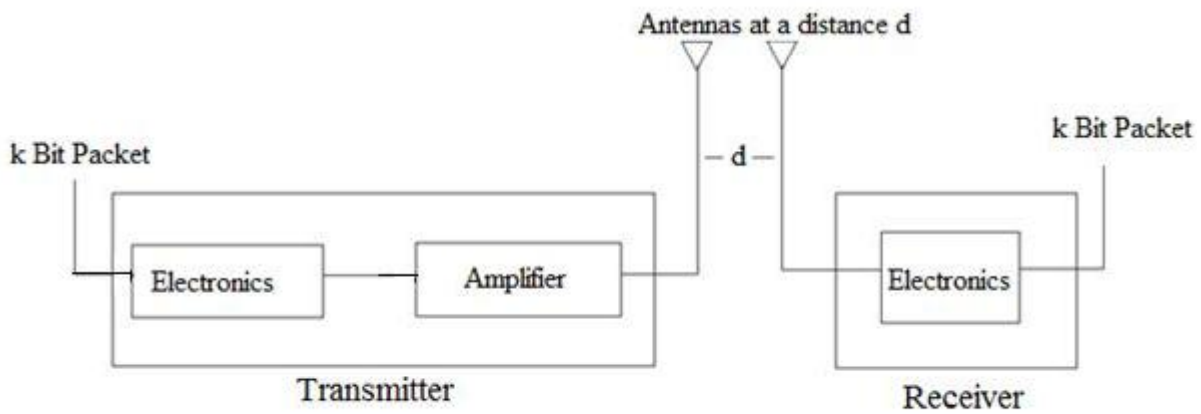 Antennas at a distance d
k Bit Packet
k Bit Packet
d
Electronics
Amplifier
Electronics
Transmitter
Receiver